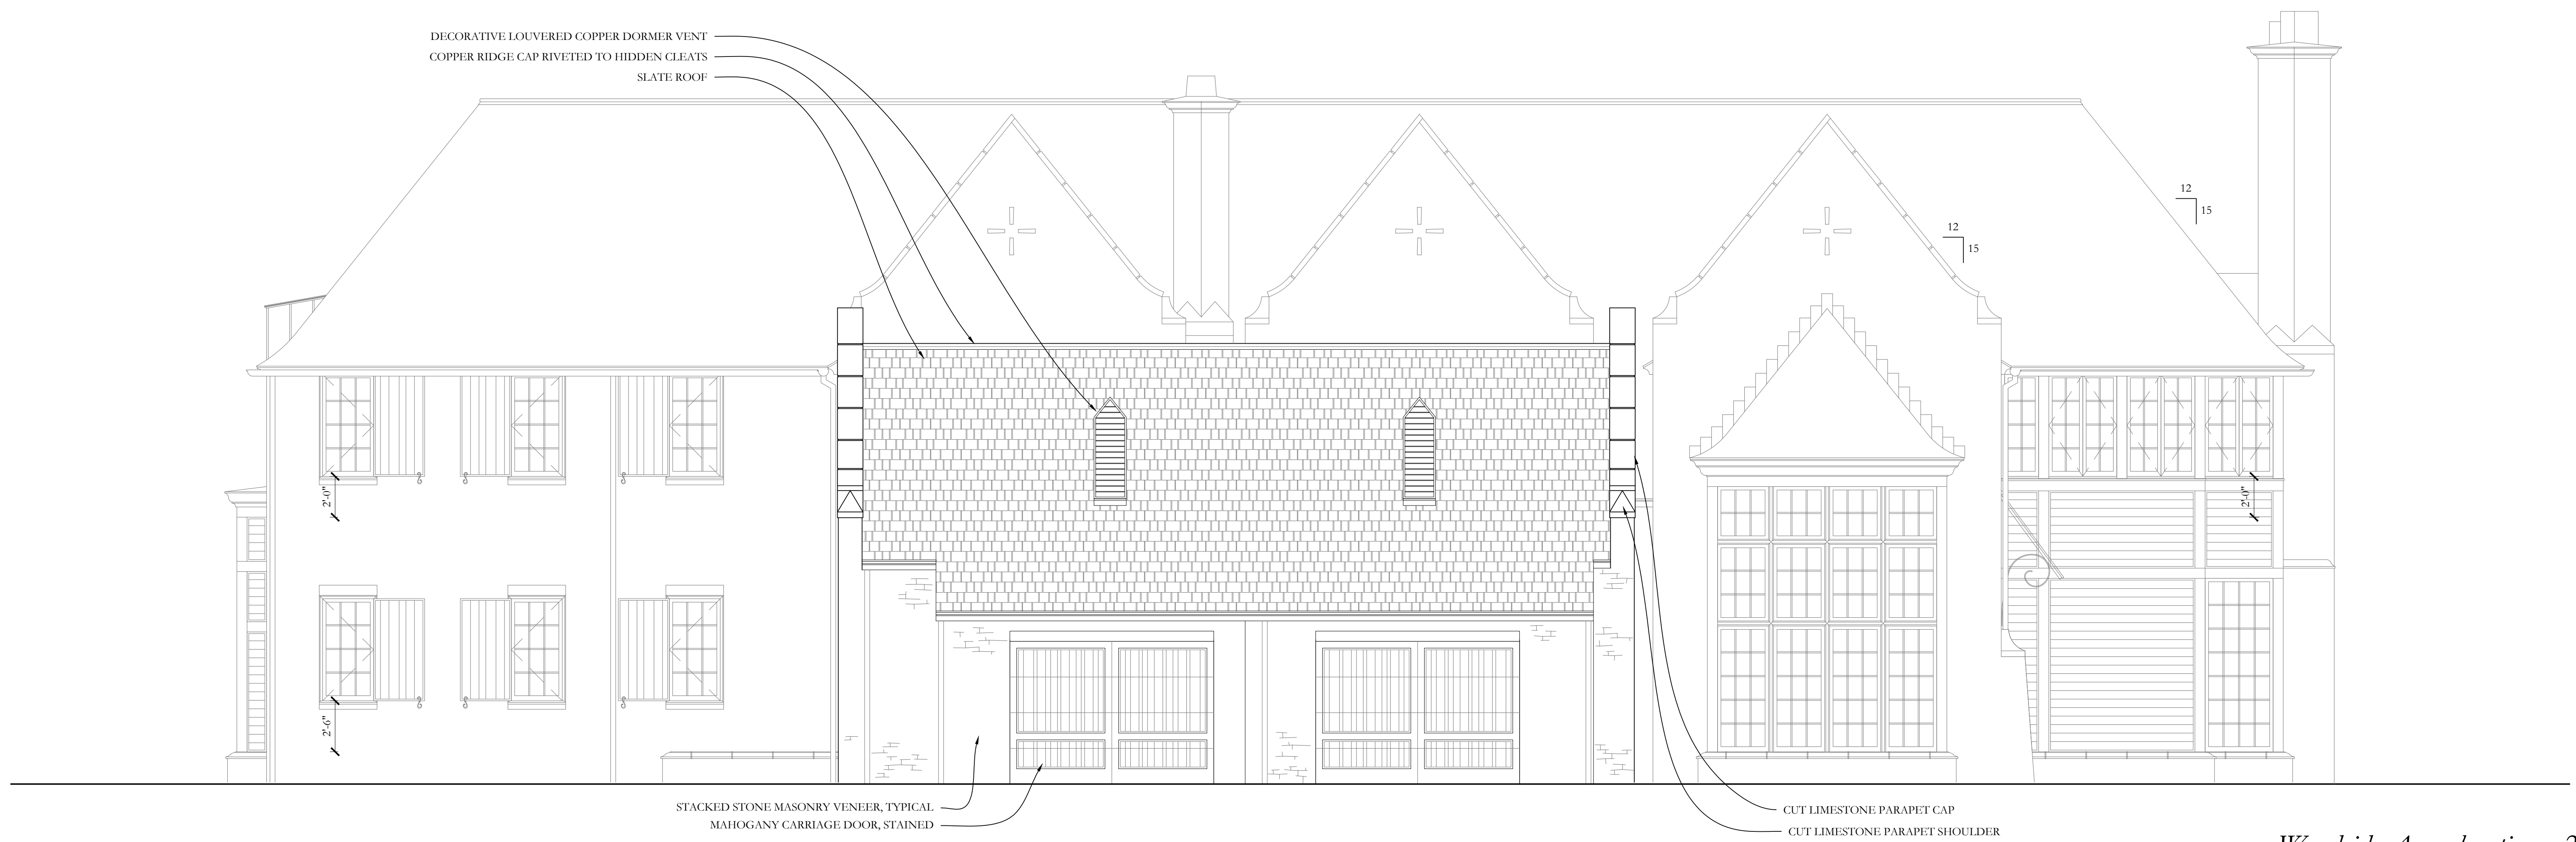 DECORATIVE LOUVERED COPPER DORMER VENT
COPPER RIDGE CAP RIVETED TO HIDDEN CLEATS
SLATE ROOF
12
15
12
15
2'-0"
2'-0"
2'-6"
STACKED STONE MASONRY VENEER, TYPICAL
MAHOGANY CARRIAGE DOOR, STAINED
CUT LIMESTONE PARAPET CAP
CUT LIMESTONE PARAPET SHOULDER